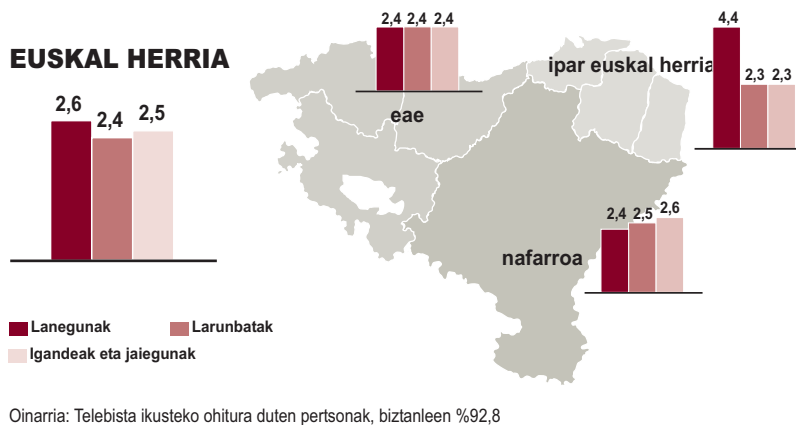 EUSKAL HERRIA
2,6
2,4
2,5
2,4 2,4 2,4
eae
ipar euskal herria
4,4
2,3 2,3
nafarroa
2,4 2,5 2,6
Lanegunak
Larunbatak
Igandeak eta jaiegunak
Oinarria: Telebista ikusteko ohitura duten pertsonak, biztanleen %92,8